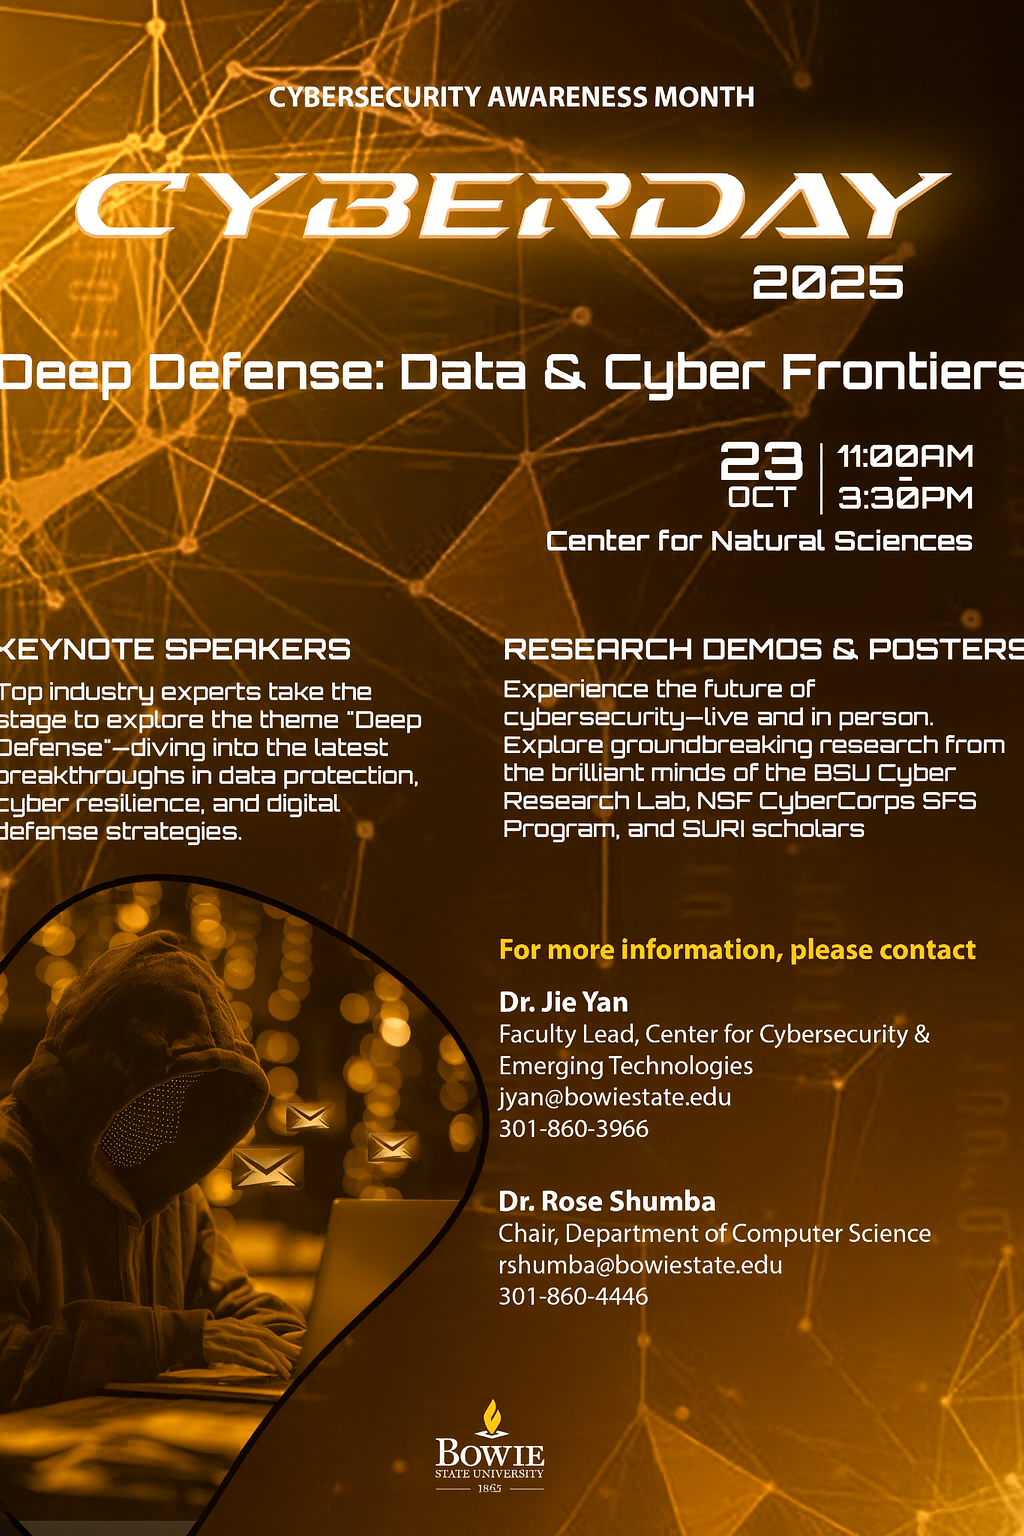 CYBERSECURITY AWARENESS MONTH
CYBERDAY
2025
Deep Defense: Data & Cyber Frontiers
23
OCT
11:00AM
-
3:30PM
Center for Natural Sciences
KEYNOTE SPEAKERS
Top industry experts take the
stage to explore the theme "Deep
Defense"—diving into the latest
breakthroughs in data protection,
cyber resilience, and digital
defense strategies.
RESEARCH DEMOS & POSTERS
Experience the future of
cybersecurity—live and in person.
Explore groundbreaking research from
the brilliant minds of the BSU Cyber
Research Lab, NSF CyberCorps SFS
Program, and SURI scholars
For more information, please contact
Dr. Jie Yan
Faculty Lead, Center for Cybersecurity &
Emerging Technologies
jyan@bowiestate.edu
301-860-3966
Dr. Rose Shumba
Chair, Department of Computer Science
rshumba@bowiestate.edu
301-860-4446
BOWIE
STATE UNIVERSITY
1865